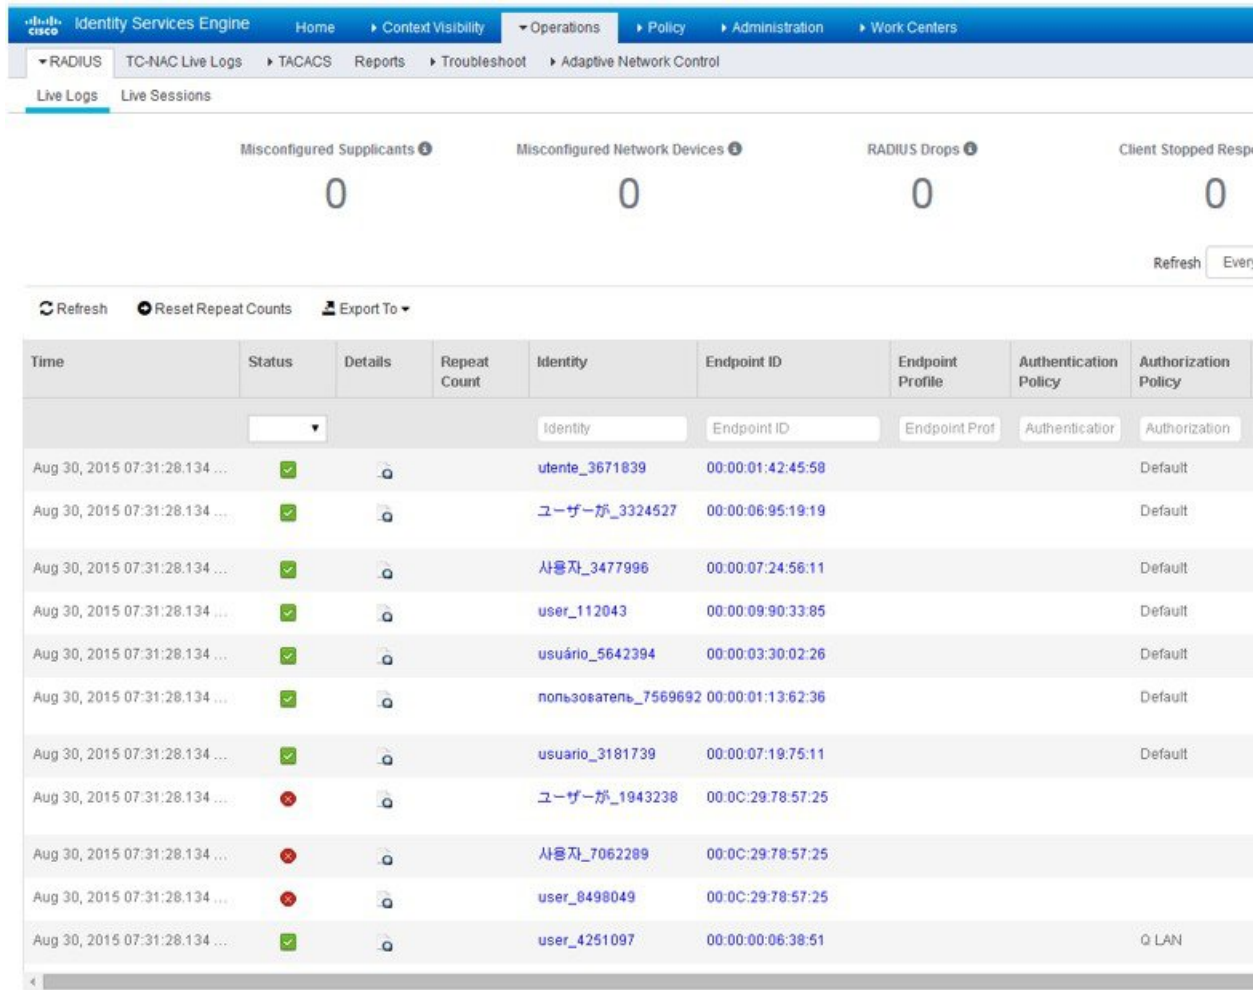 cisco Identity Services Engine Home Context Visibility Operations Policy Administration Work Centers
RADIUS TC-NAC Live Logs TACACS Reports Troubleshoot Adaptive Network Control
Live Logs Live Sessions
Misconfigured Supplicants Misconfigured Network Devices RADIUS Drops Client Stopped Respo
0 0 0 0
Refresh Every
Refresh Reset Repeat Counts Export To
Time Status Details Repeat Count Identity Endpoint ID Endpoint Profile Authentication Policy Authorization Policy
Identity Endpoint ID Endpoint Prof Authentication Authorization
Aug 30, 2015 07:31:28.134 ... utente_3671839 00:00:01:42:45:58 Default
Aug 30, 2015 07:31:28.134 ... ユーザーが_3324527 00:00:06:95:19:19 Default
Aug 30, 2015 07:31:28.134 ... 사용자_3477996 00:00:07:24:56:11 Default
Aug 30, 2015 07:31:28.134 ... user_112043 00:00:09:90:33:85 Default
Aug 30, 2015 07:31:28.134 ... usuário_5642394 00:00:03:30:02:26 Default
Aug 30, 2015 07:31:28.134 ... пользователь_7569692 00:00:01:13:62:36 Default
Aug 30, 2015 07:31:28.134 ... usuario_3181739 00:00:07:19:75:11 Default
Aug 30, 2015 07:31:28.134 ... ユーザーが_1943238 00:0C:29:78:57:25
Aug 30, 2015 07:31:28.134 ... 사용자_7062289 00:0C:29:78:57:25
Aug 30, 2015 07:31:28.134 ... user_8498049 00:0C:29:78:57:25
Aug 30, 2015 07:31:28.134 ... user_4251097 00:00:00:06:38:51 Q LAN